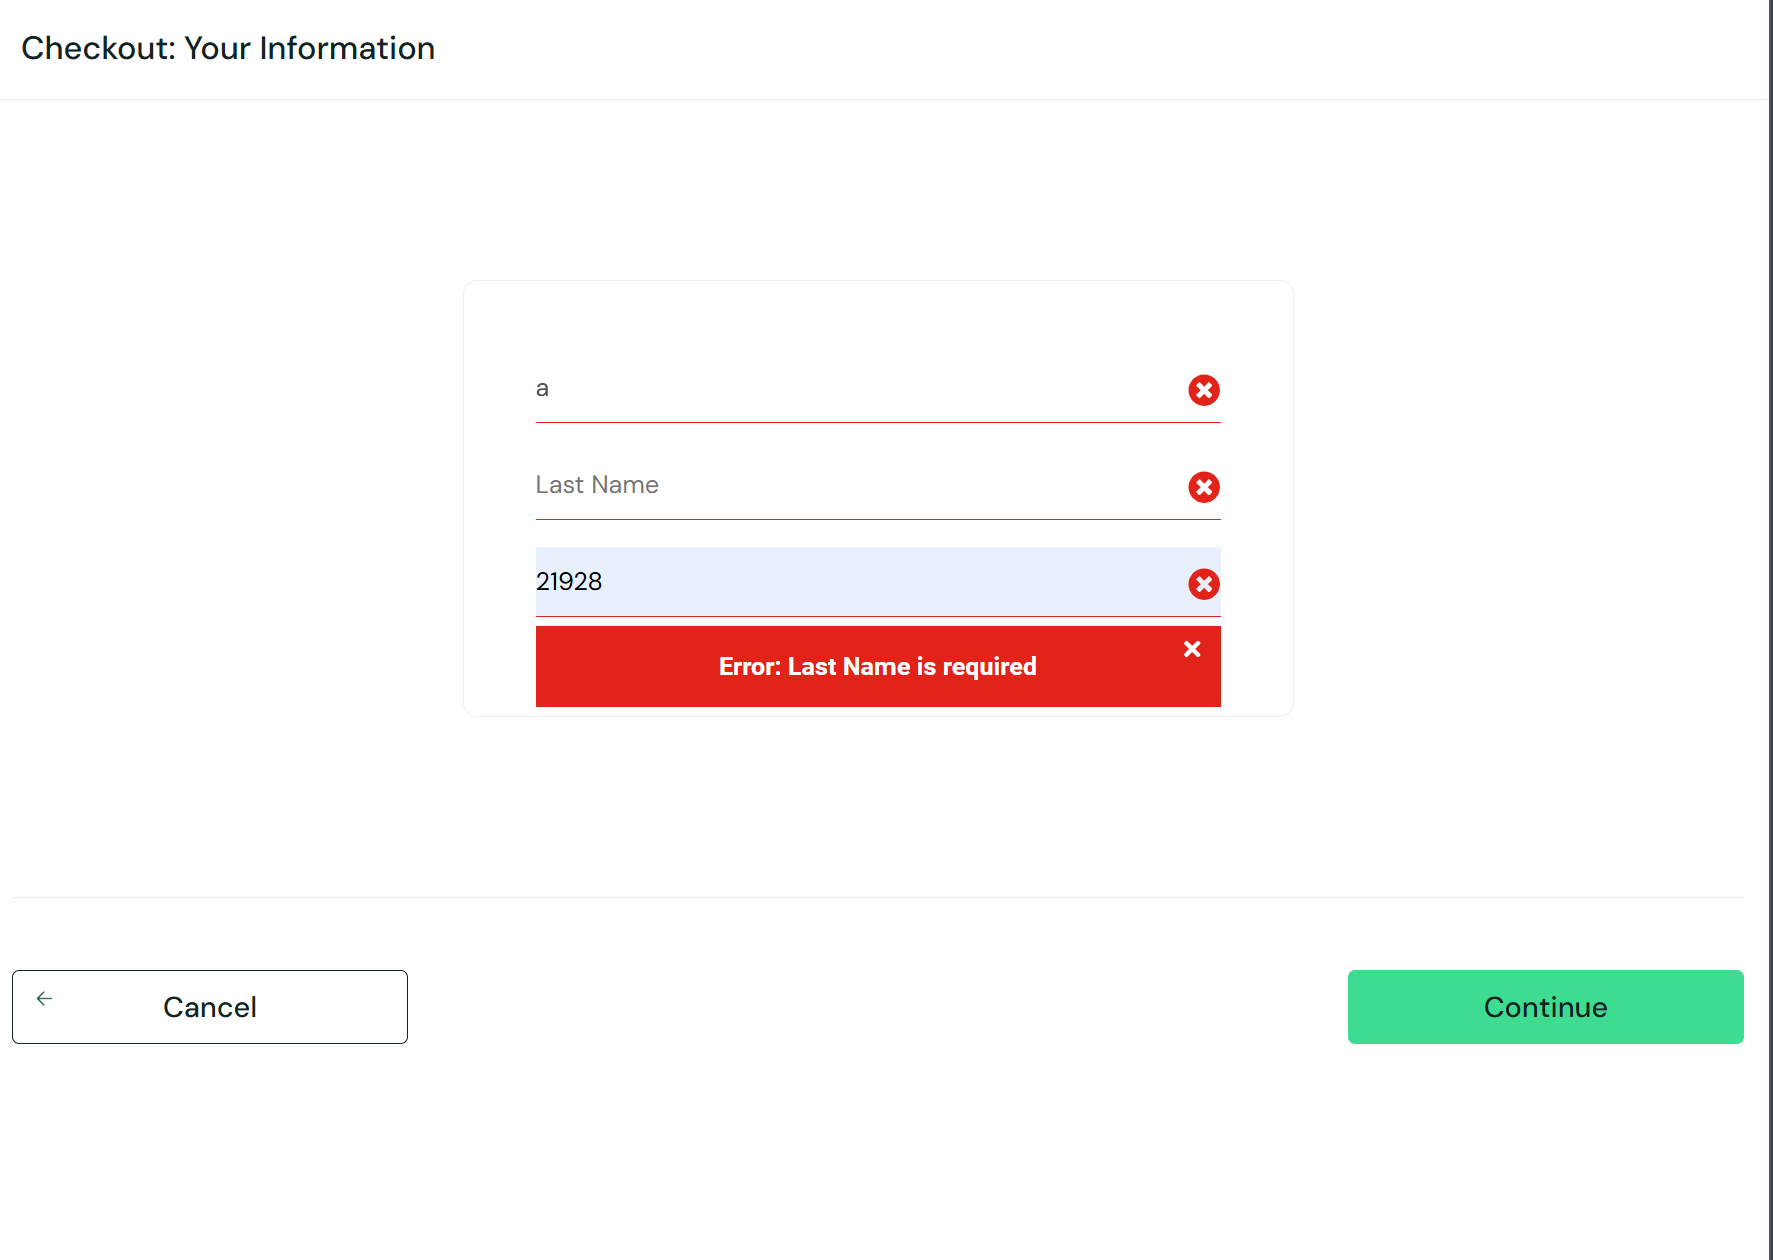 Checkout: Your Information
a
Last Name
21928
Error: Last Name is required
Cancel
Continue